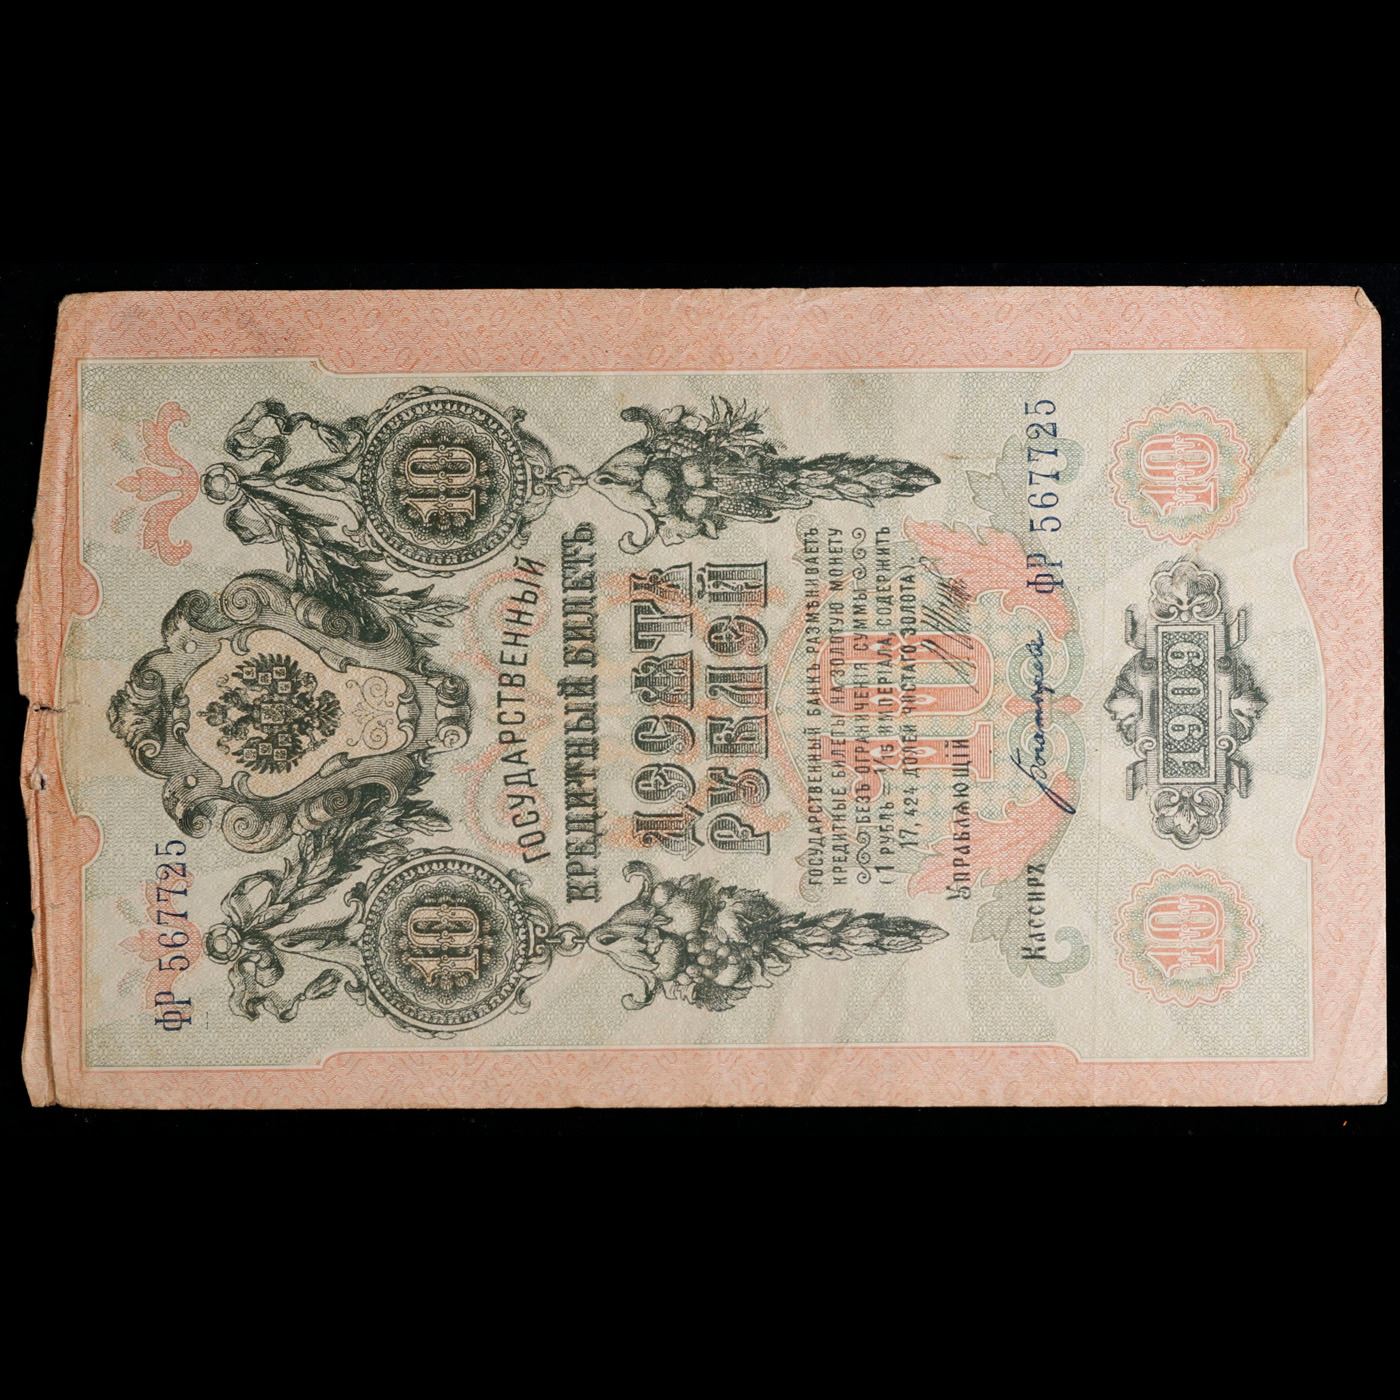 ФР 567725
10
10
ГОСУДАРСТВЕННЫЙ
КРЕДИТНЫЙ БИЛЕТЪ
ДЕСЯТЬ
РУБЛЕЙ
ГОСУДАРСТВЕННЫЙ БАНКЪ РАЗМѢНИВАЕТЪ
КРЕДИТНЫЕ БИЛЕТЫ НА ЗОЛОТУЮ МОНЕТУ
БЕЗЪ ОГРАНИЧЕНІЯ СУММЫ
(1 РУБЛЬ = 1/15 ИМПЕРІАЛА, СОДЕРЖИТЪ
17,424 ДОЛЕЙ ЧИСТАГО ЗОЛОТА).
10
Управляющій
Кассиръ
ФР 567725
10
1909
10